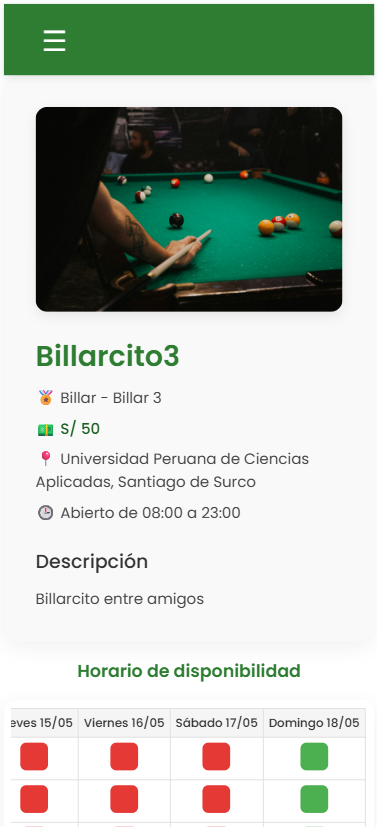 ☰
Billarcito3
🏅 Billar - Billar 3
💵 S/ 50
📍 Universidad Peruana de Ciencias
Aplicadas, Santiago de Surco
🕒 Abierto de 08:00 a 23:00
Descripción
Billarcito entre amigos
Horario de disponibilidad
eves 15/05 Viernes 16/05 Sábado 17/05 Domingo 18/05